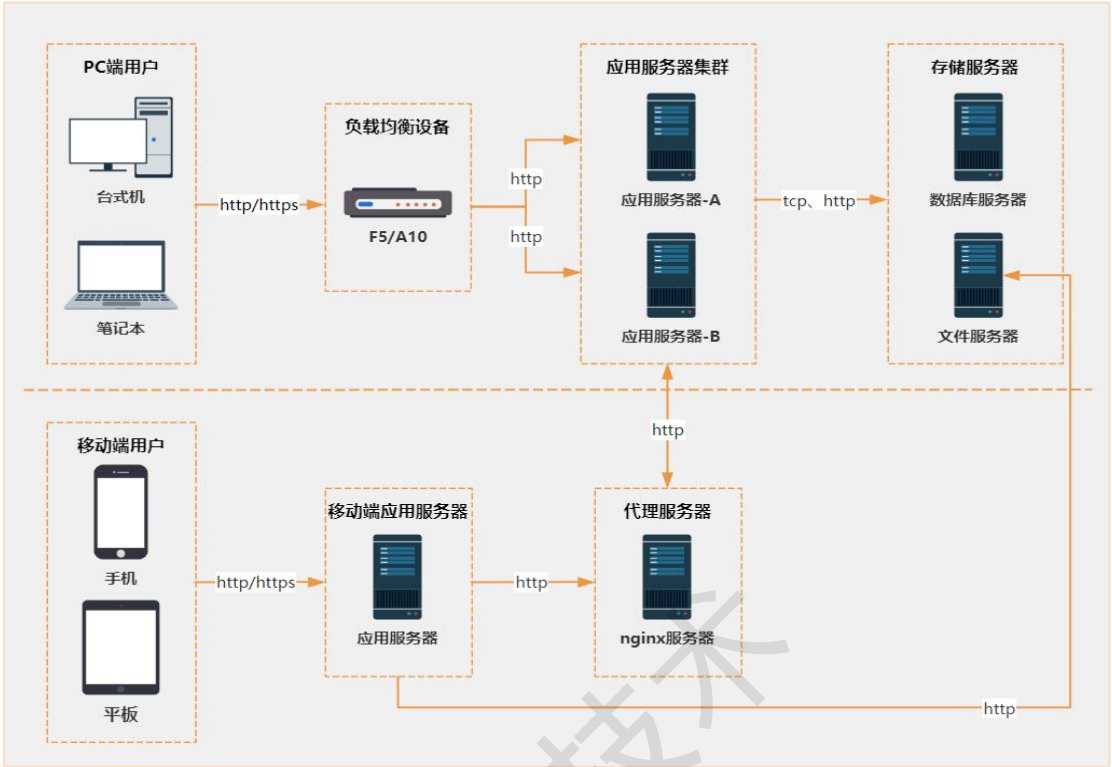 PC端用户
台式机
笔记本
http/https
负载均衡设备
F5/A10
http
http
应用服务器集群
应用服务器-A
应用服务器-B
tcp、http
存储服务器
数据库服务器
文件服务器
http
移动端用户
手机
平板
http/https
移动端应用服务器
应用服务器
http
代理服务器
nginx服务器
http
技术